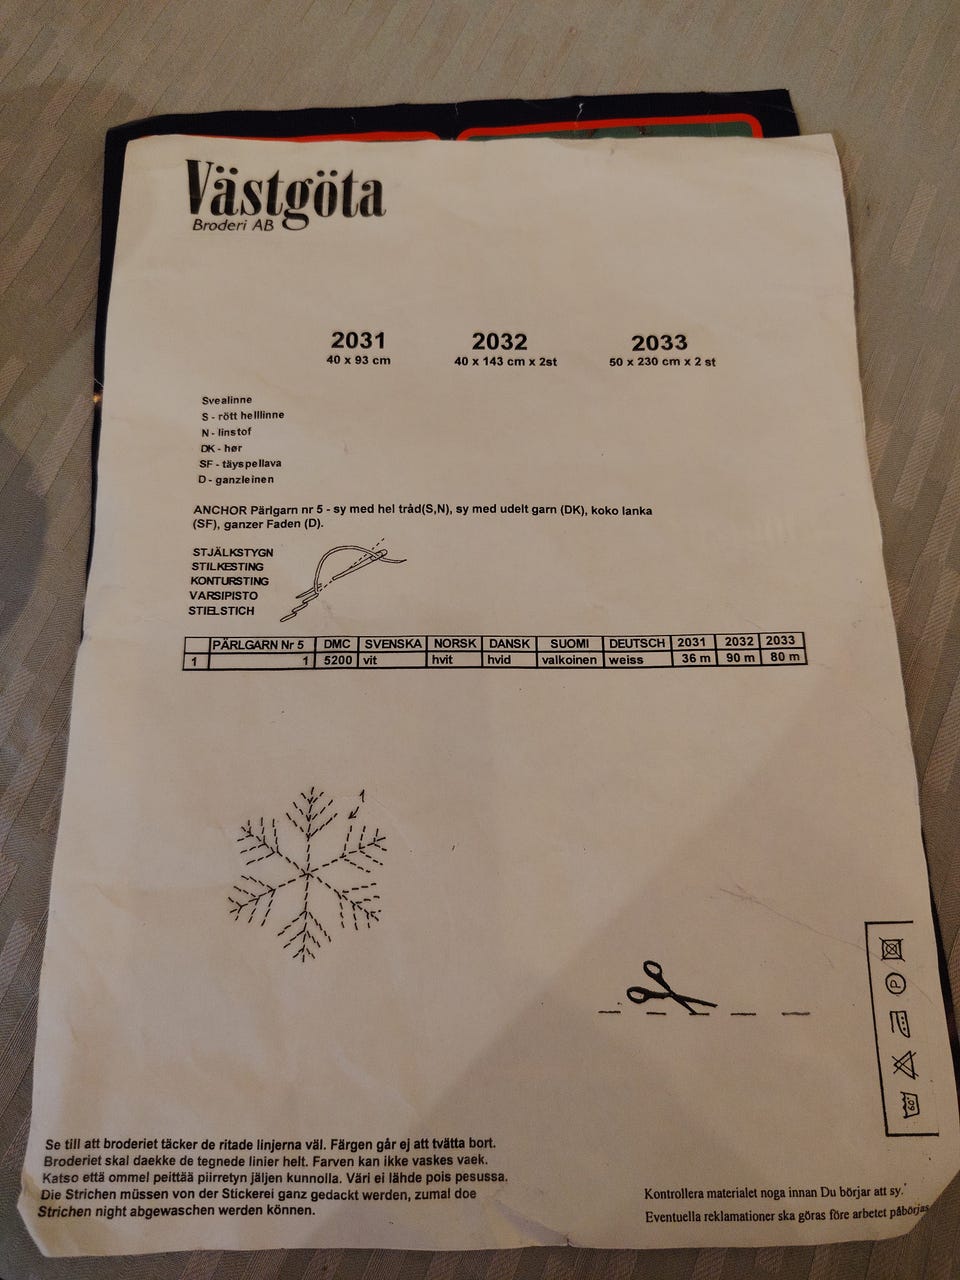 Västgöta
Broderi AB
2031 2032 2033
40 x 93 cm 40 x 143 cm x 2st 50 x 230 cm x 2 st
Svealinne
S - rött helllinne
N - linstof
DK - hør
SF - täyspellava
D - ganzleinen
ANCHOR Pärlgarn nr 5 - sy med hel tråd(S,N), sy med udelt garn (DK), koko lanka
(SF), ganzer Faden (D).
STJÄLKSTYGN
STILKESTING
KONTURSTING
VARSIPISTO
STIELSTICH
PÄRLGARN Nr 5 DMC SVENSKA NORSK DANSK SUOMI DEUTSCH 2031 2032 2033
1 1 5200 vit hvit hvid valkoinen weiss 36 m 90 m 80 m
1
P
60°
Se till att broderiet täcker de ritade linjerna väl. Färgen går ej att tvätta bort.
Broderiet skal daekke de tegnede linier helt. Farven kan ikke vaskes vaek.
Katso että ommel peittää piirretyn jäljen kunnolla. Väri ei lähde pois pesussa.
Die Strichen müssen von der Stickerei ganz gedackt werden, zumal doe
Strichen night abgewaschen werden können.
Kontrollera materialet noga innan Du börjar att sy.
Eventuella reklamationer ska göras före arbetet påbörjas